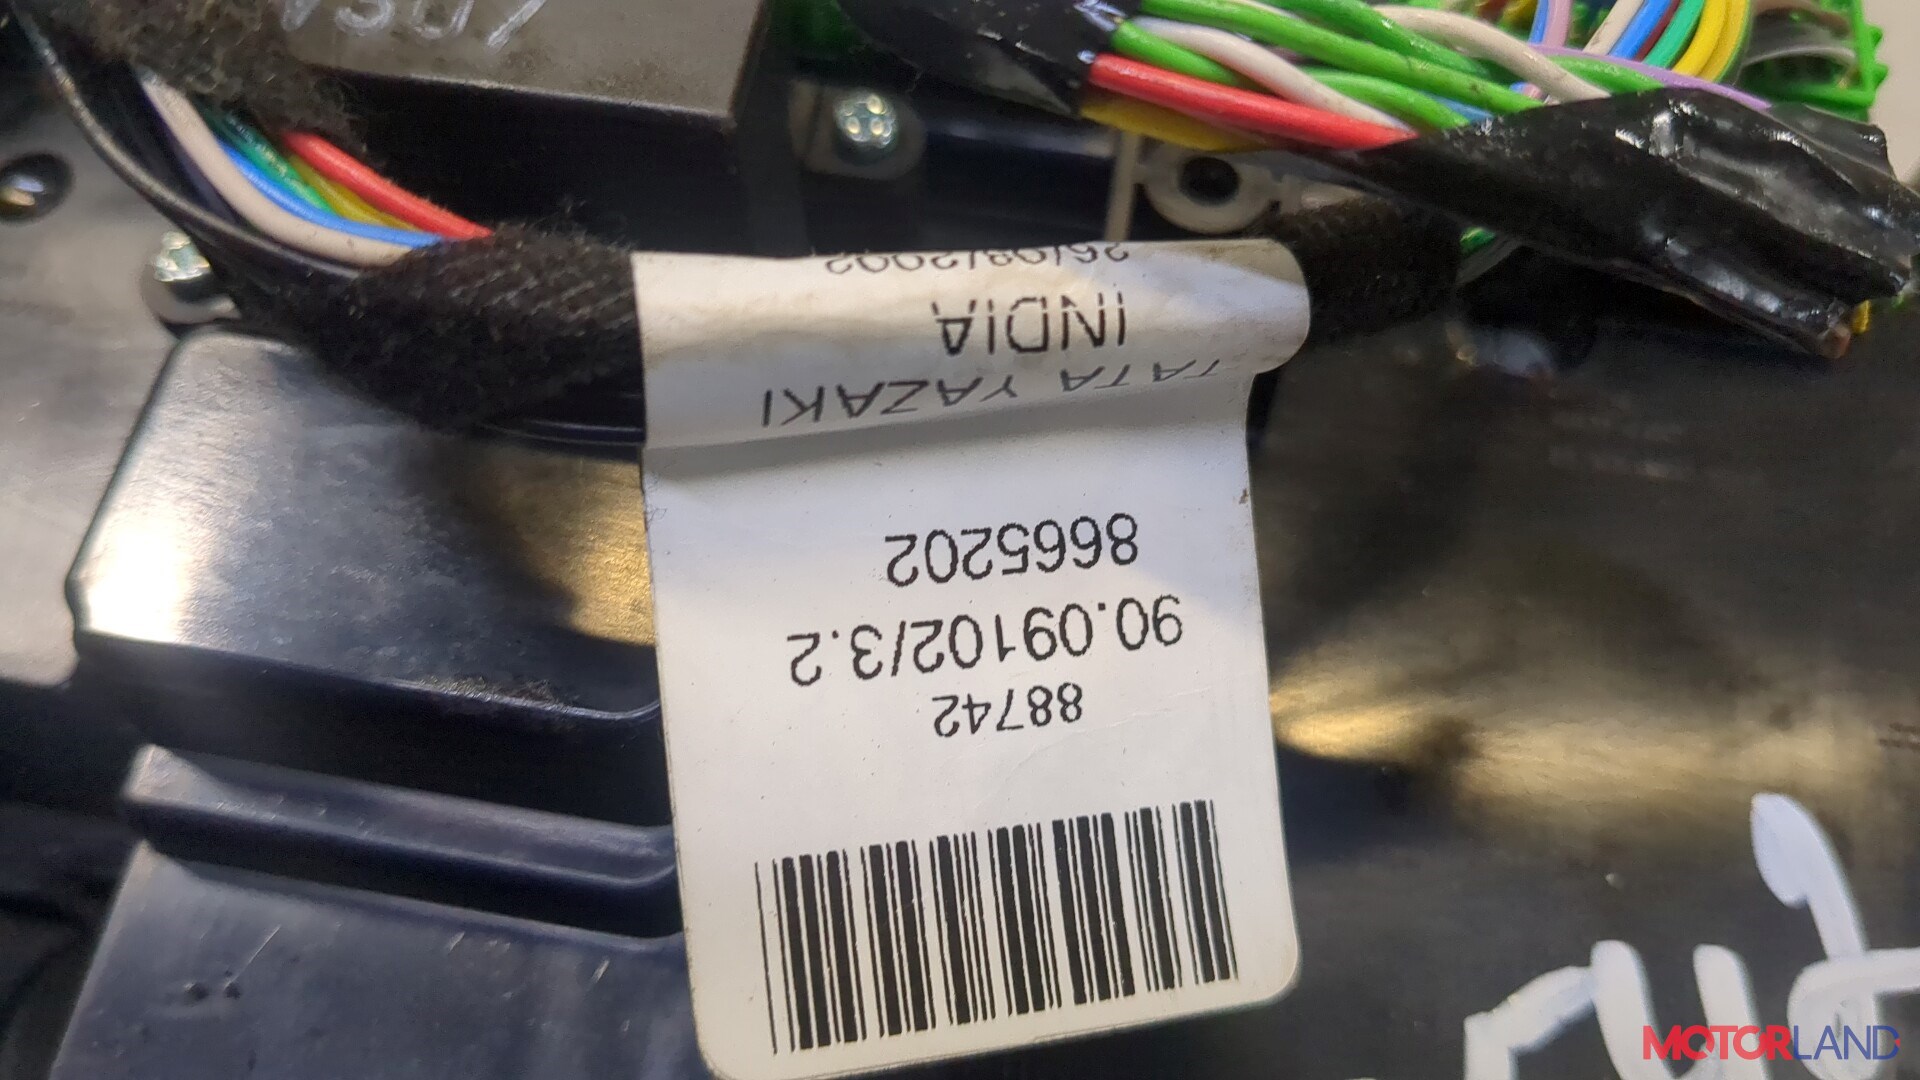 88742
90.09102/3.2
8665202
TATA YAZAKI
INDIA
26/08/2002
MOTORLAND